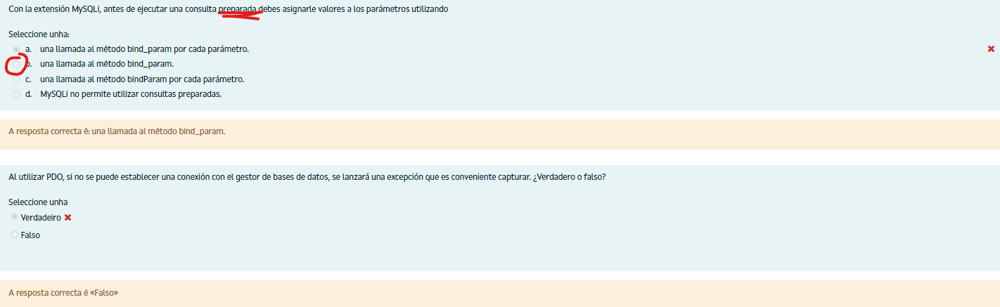 Con la extensión MySQLi, antes de ejecutar una consulta preparada debes asignarle valores a los parámetros utilizando
Seleccione unha:
a. una llamada al método bind_param por cada parámetro.
b. una llamada al método bind_param.
c. una llamada al método bindParam por cada parámetro.
d. MySQLi no permite utilizar consultas preparadas.
A resposta correcta é: una llamada al método bind_param.
Al utilizar PDO, si no se puede establecer una conexión con el gestor de bases de datos, se lanzará una excepción que es conveniente capturar. ¿Verdadero o falso?
Seleccione unha
Verdadeiro
Falso
A resposta correcta é «Falso»